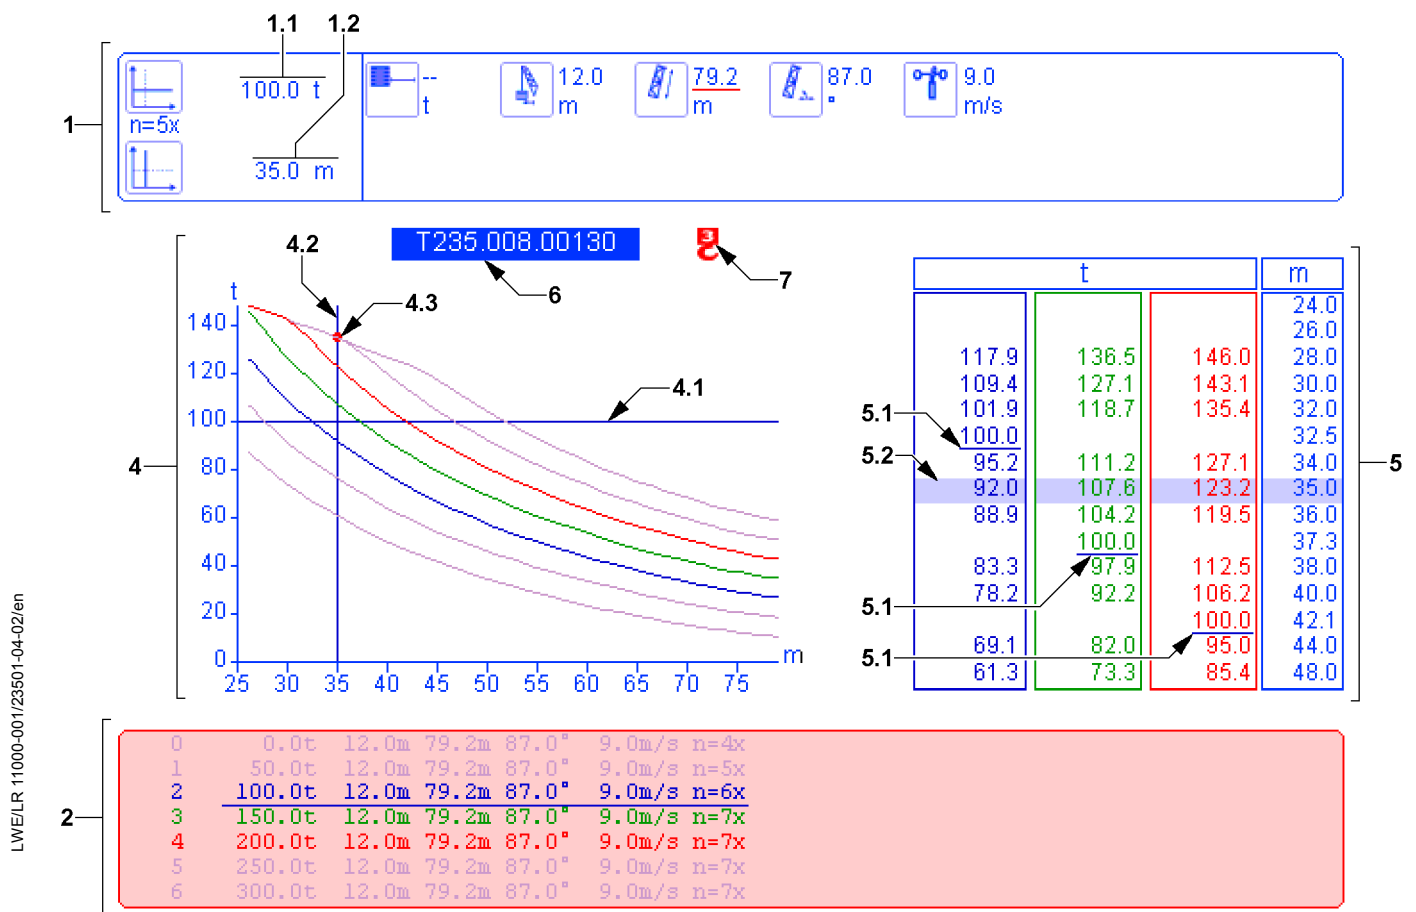 1.1 1.2
1
100.0 t
n=5x
35.0 m
-- t
12.0 m
79.2 m
87.0 °
9.0 m/s
4.2
T235.008.00130
4.3
6
7
4
4.1
t
140
120
100
80
60
40
20
0
25 30 35 40 45 50 55 60 65 70 75
m
t m
24.0
26.0
117.9 136.5 146.0 28.0
109.4 127.1 143.1 30.0
101.9 118.7 135.4 32.0
100.0 32.5
95.2 111.2 127.1 34.0
92.0 107.6 123.2 35.0
88.9 104.2 119.5 36.0
100.0 37.3
83.3 97.9 112.5 38.0
78.2 92.2 106.2 40.0
100.0 42.1
69.1 82.0 95.0 44.0
61.3 73.3 85.4 48.0
5.1
5.2
5.1
5.1
5
2
0 0.0t 12.0m 79.2m 87.0° 9.0m/s n=4x
1 50.0t 12.0m 79.2m 87.0° 9.0m/s n=5x
2 100.0t 12.0m 79.2m 87.0° 9.0m/s n=6x
3 150.0t 12.0m 79.2m 87.0° 9.0m/s n=7x
4 200.0t 12.0m 79.2m 87.0° 9.0m/s n=7x
5 250.0t 12.0m 79.2m 87.0° 9.0m/s n=7x
6 300.0t 12.0m 79.2m 87.0° 9.0m/s n=7x
LWE/LR 11000-001/23501-04-02/en